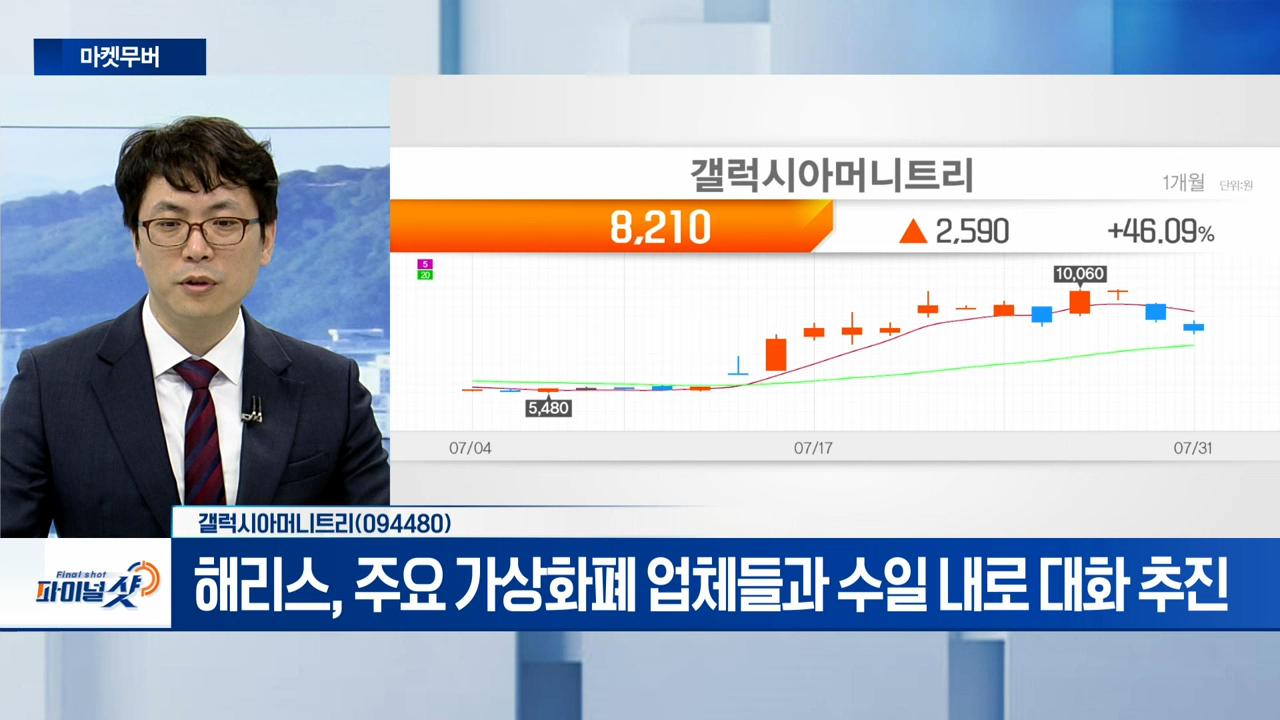 마켓무버
갤럭시아머니트리
1개월 단위:원
8,210 ▲ 2,590 +46.09%
5
20
10,060
5,480
07/04 07/17 07/31
갤럭시아머니트리(094480)
Final shot
파이널샷
해리스, 주요 가상화폐 업체들과 수일 내로 대화 추진